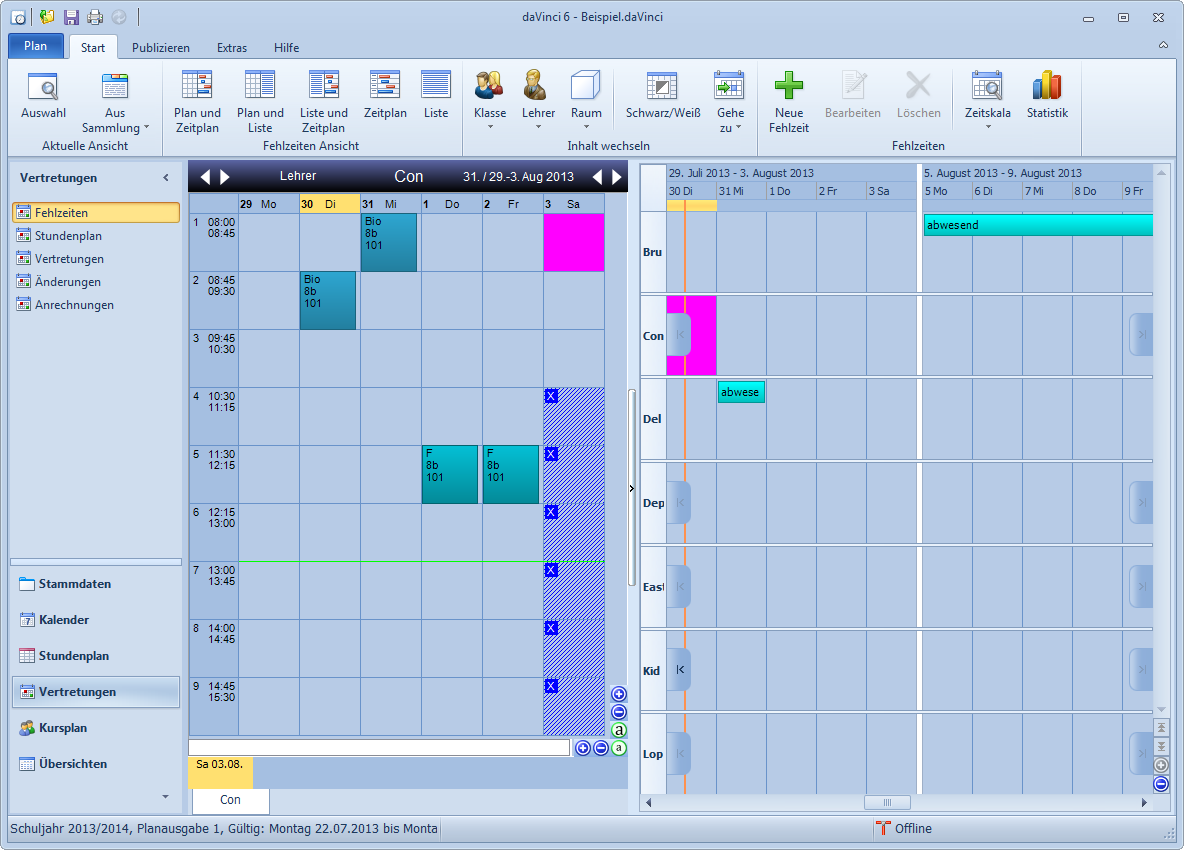 daVinci 6 - Beispiel.daVinci
Plan Start Publizieren Extras Hilfe
Auswahl
Aus
Sammlung
Aktuelle Ansicht
Plan und
Zeitplan
Plan und
Liste
Liste und
Zeitplan
Zeitplan
Liste
Fehlzeiten Ansicht
Klasse
Lehrer
Raum
Schwarz/Weiß
Gehe
zu
Inhalt wechseln
Neue
Fehlzeit
Bearbeiten
Löschen
Zeitskala
Statistik
Fehlzeiten
Vertretungen
Fehlzeiten
Stundenplan
Vertretungen
Änderungen
Anrechnungen
Stammdaten
Kalender
Stundenplan
Vertretungen
Kursplan
Übersichten
Lehrer Con 31. / 29.-3. Aug 2013
29 Mo 30 Di 31 Mi 1 Do 2 Fr 3 Sa
1 08:00
08:45
Bio
8b
101
2 08:45
09:30
Bio
8b
101
3 09:45
10:30
4 10:30
11:15
X
5 11:30
12:15
F
8b
101
F
8b
101
X
6 12:15
13:00
X
7 13:00
13:45
X
8 14:00
14:45
X
9 14:45
15:30
X
a
a
Sa 03.08.
Con
29. Juli 2013 - 3. August 2013 5. August 2013 - 9. August 2013
30 Di 31 Mi 1 Do 2 Fr 3 Sa 5 Mo 6 Di 7 Mi 8 Do 9 Fr
Bru
abwesend
Con
Del
abwese
Dep
East
Kid
Lop
Schuljahr 2013/2014, Planausgabe 1, Gültig: Montag 22.07.2013 bis Monta
Offline